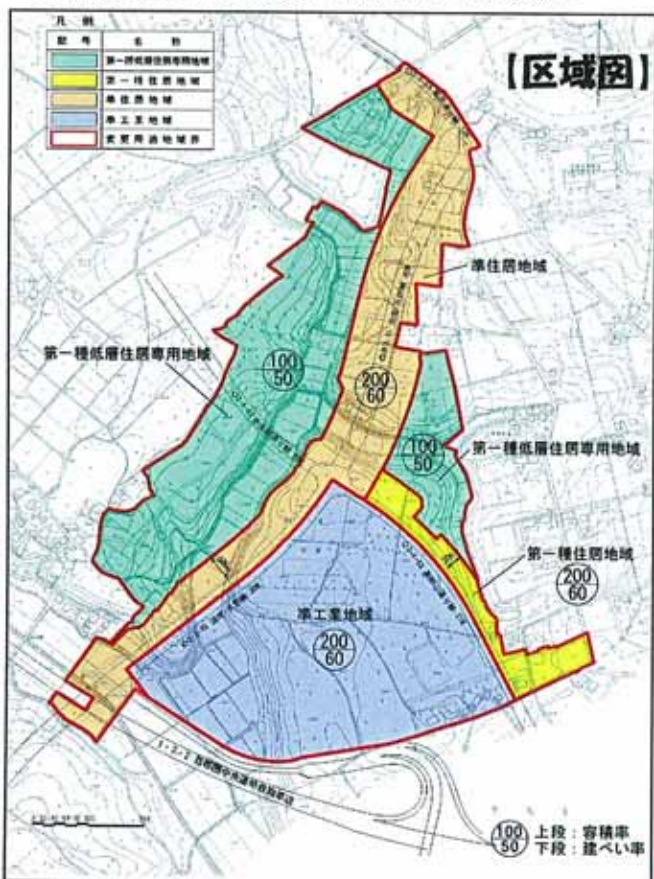 凡例
記号 名称
第一種低層住居専用地域
第一種住居地域
準住居地域
準工業地域
変更用途地域界
【区域図】
準住居地域
第一種低層住居専用地域
100
50
200
60
100
50
第一種低層住居専用地域
第一種住居地域
200
60
準工業地域
200
60
100 上段：容積率
50 下段：建ぺい率